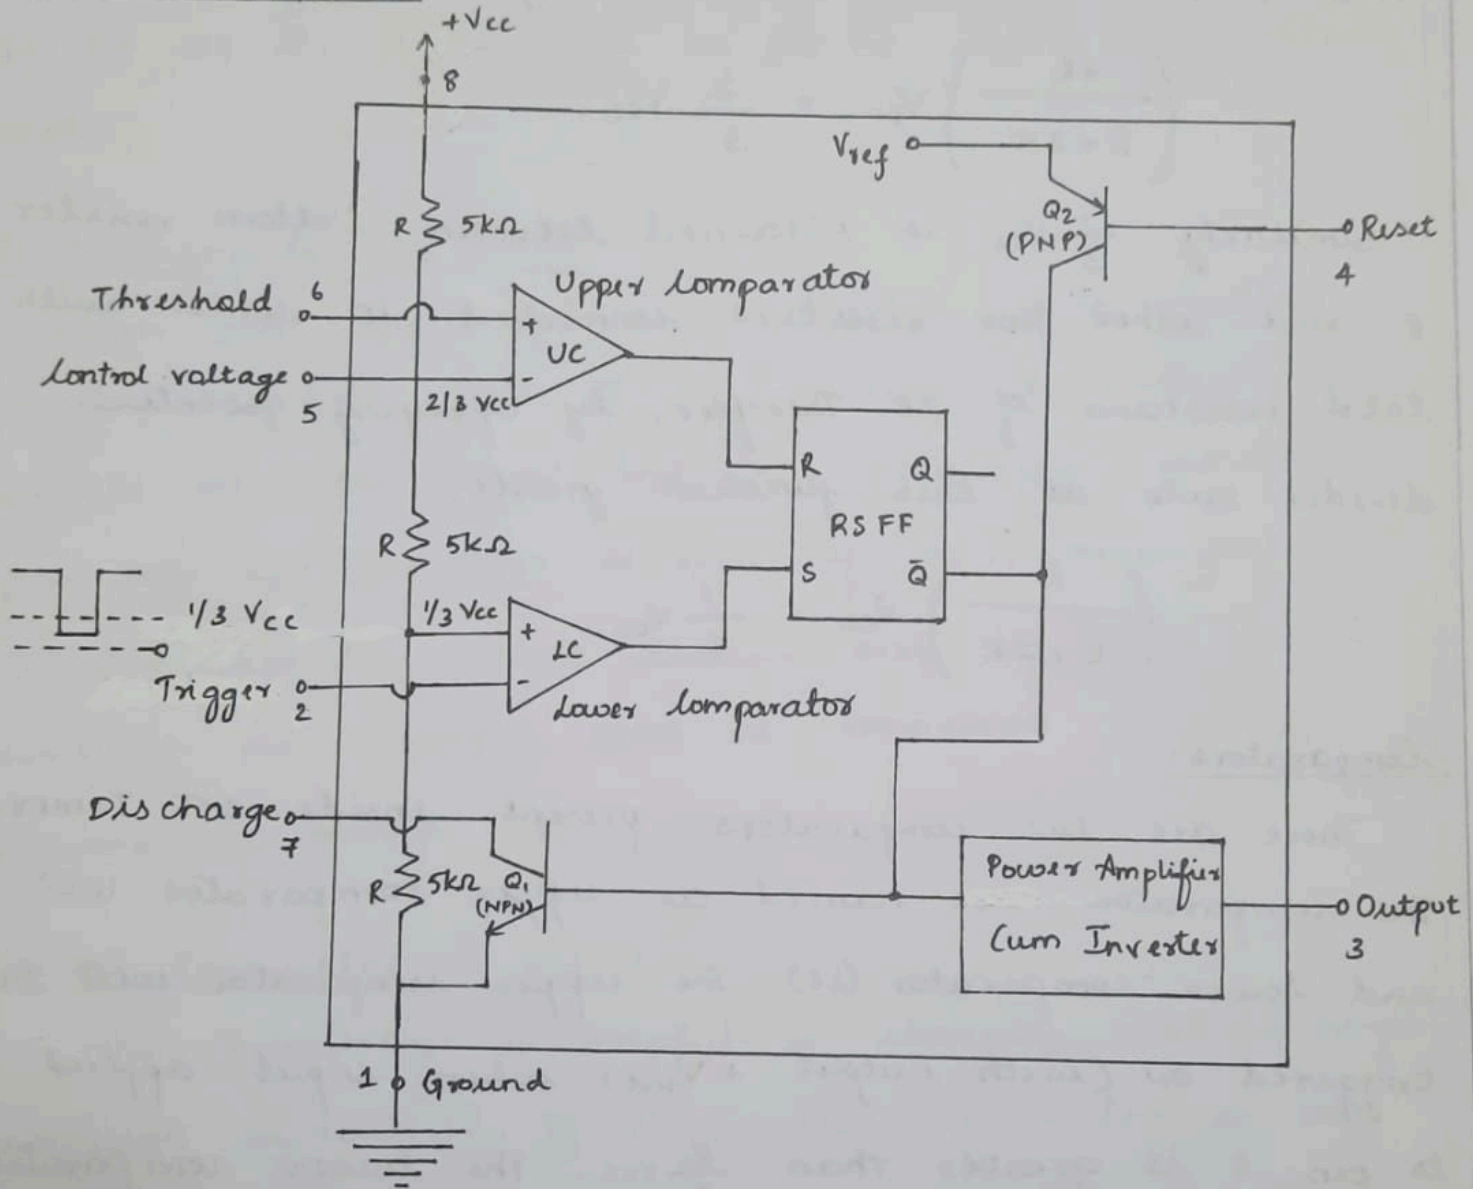 +Vcc
8
Vref
Q2
(PNP)
Reset
4
R 5kΩ
Upper Comparator
Threshold 6
+
UC
-
Control voltage
5
2/3 Vcc
R Q
RS FF
S Q̄
R 5kΩ
1/3 Vcc
1/3 Vcc
+
LC
-
Trigger
2
Lower Comparator
Discharge
7
R 5kΩ Q1
(NPN)
Power Amplifier
Cum Inverter
Output
3
1 Ground